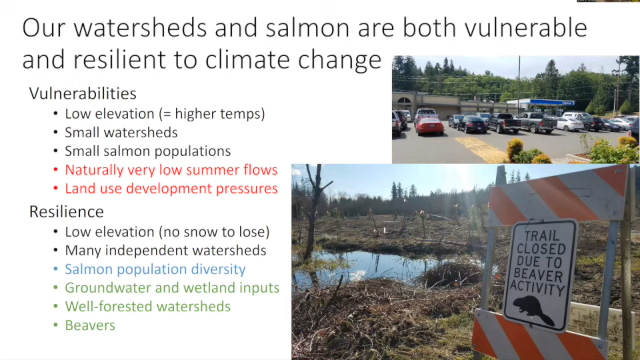 Our watersheds and salmon are both vulnerable
and resilient to climate change
Vulnerabilities
• Low elevation (= higher temps)
• Small watersheds
• Small salmon populations
• Naturally very low summer flows
• Land use development pressures
Resilience
• Low elevation (no snow to lose)
• Many independent watersheds
• Salmon population diversity
• Groundwater and wetland inputs
• Well-forested watersheds
• Beavers
TRAIL
CLOSED
DUE TO
BEAVER
ACTIVITY